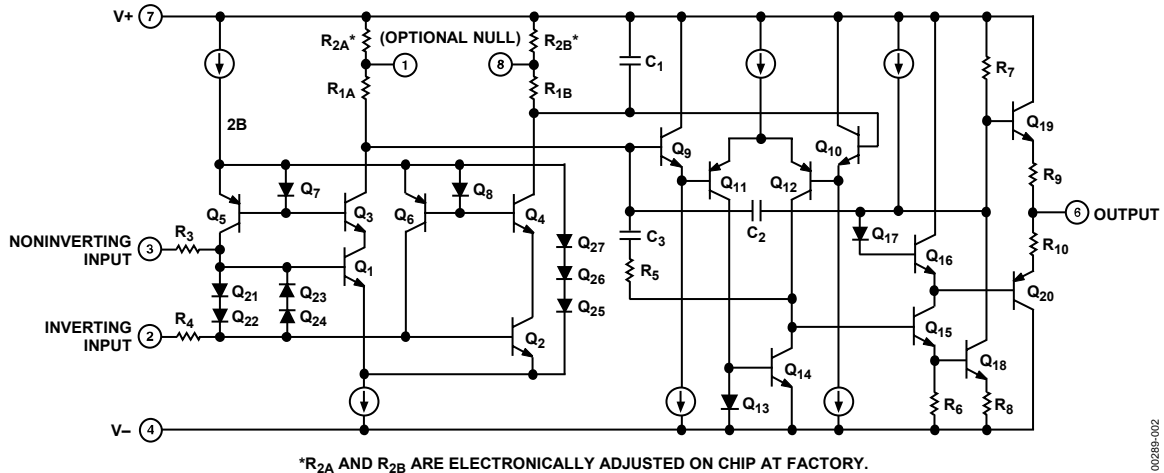 V+ 7
R2A* (OPTIONAL NULL) R2B*
1 8
R1A R1B
C1
R7
2B
Q19
Q9 Q10
Q7 Q8
Q11 Q12
R9
Q5 Q3 Q6 Q4
6 OUTPUT
NONINVERTING INPUT 3 R3
C2
Q17
Q27
C3
Q16
R10
Q1
Q26
R5
Q21 Q23
Q20
Q25
Q22 Q24
INVERTING INPUT 2 R4
Q2
Q15
Q18
Q14
Q13
R6 R8
V– 4
*R2A AND R2B ARE ELECTRONICALLY ADJUSTED ON CHIP AT FACTORY.
00289-002